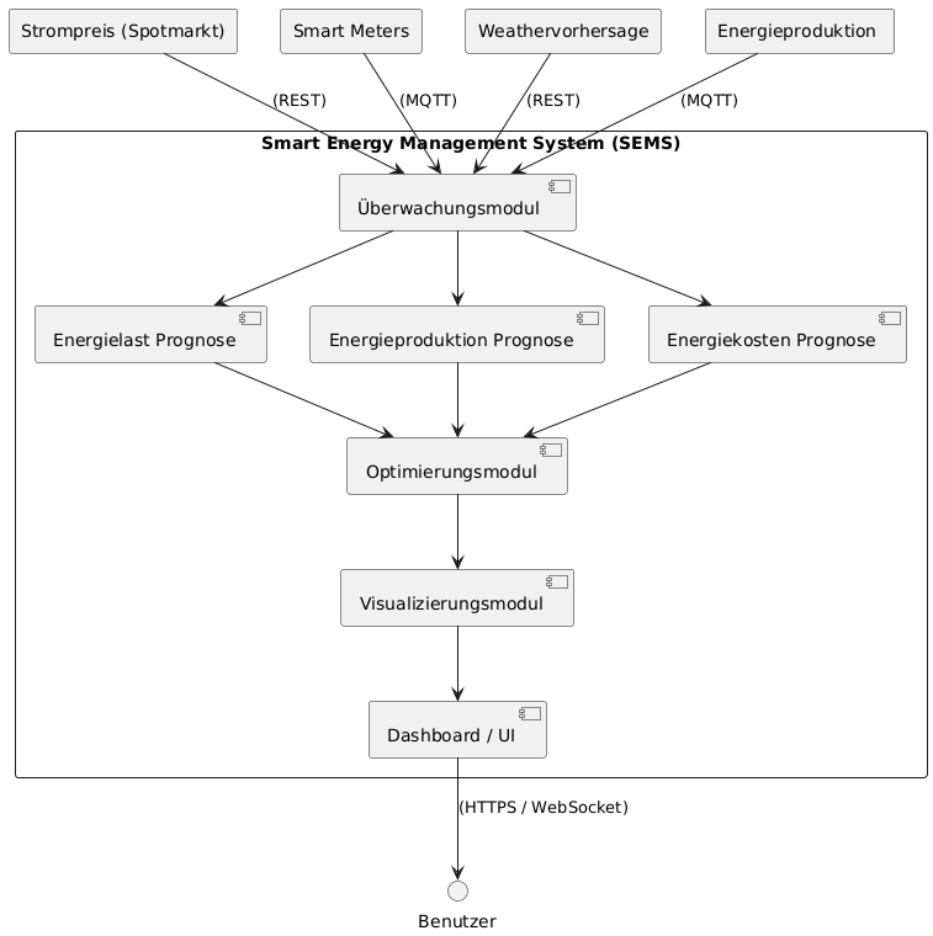 Strompreis (Spotmarkt)
Smart Meters
Weathervorhersage
Energieproduktion
(REST)
(MQTT)
(REST)
(MQTT)
Smart Energy Management System (SEMS)
Überwachungsmodul
Energielast Prognose
Energieproduktion Prognose
Energiekosten Prognose
Optimierungsmodul
Visualizierungsmodul
Dashboard / UI
(HTTPS / WebSocket)
Benutzer